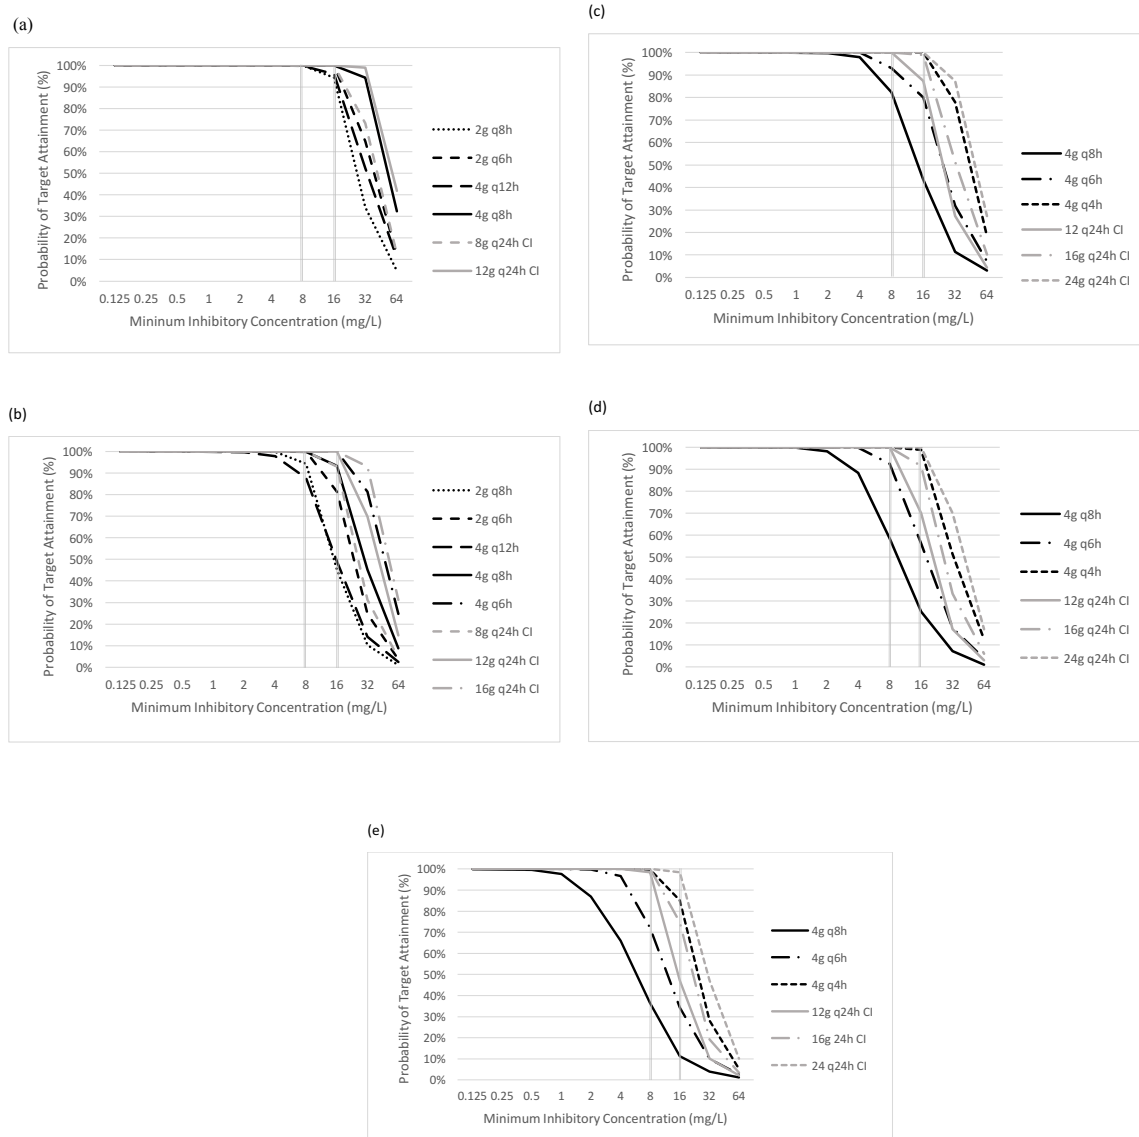 (a)
Probability of Target Attainment (%)
100%
90%
80%
70%
60%
50%
40%
30%
20%
10%
0%
0.125 0.25 0.5 1 2 4 8 16 32 64
Mininum Inhibitory Concentration (mg/L)
2g q8h
2g q6h
4g q12h
4g q8h
8g q24h CI
12g q24h CI
(c)
Probability of Target Attainment (%)
100%
90%
80%
70%
60%
50%
40%
30%
20%
10%
0%
0.125 0.25 0.5 1 2 4 8 16 32 64
Minimum Inhibitory Concentration (mg/L)
4g q8h
4g q6h
4g q4h
12 q24h CI
16g q24h CI
24g q24h CI
(b)
Probability of Target Attainment (%)
100%
90%
80%
70%
60%
50%
40%
30%
20%
10%
0%
0.125 0.25 0.5 1 2 4 8 16 32 64
Minimum Inhibitory Concentration (mg/L)
2g q8h
2g q6h
4g q12h
4g q8h
4g q6h
8g q24h CI
12g q24h CI
16g q24h CI
(d)
Probability of Target Attainment (%)
100%
90%
80%
70%
60%
50%
40%
30%
20%
10%
0%
0.125 0.25 0.5 1 2 4 8 16 32 64
Minimum Inhibitory Concentration (mg/L)
4g q8h
4g q6h
4g q4h
12g q24h CI
16g q24h CI
24g q24h CI
(e)
Probability of Target Attainment (%)
100%
90%
80%
70%
60%
50%
40%
30%
20%
10%
0%
0.125 0.25 0.5 1 2 4 8 16 32 64
Minimum Inhibitory Concentration (mg/L)
4g q8h
4g q6h
4g q4h
12g q24h CI
16g 24h CI
24 q24h CI